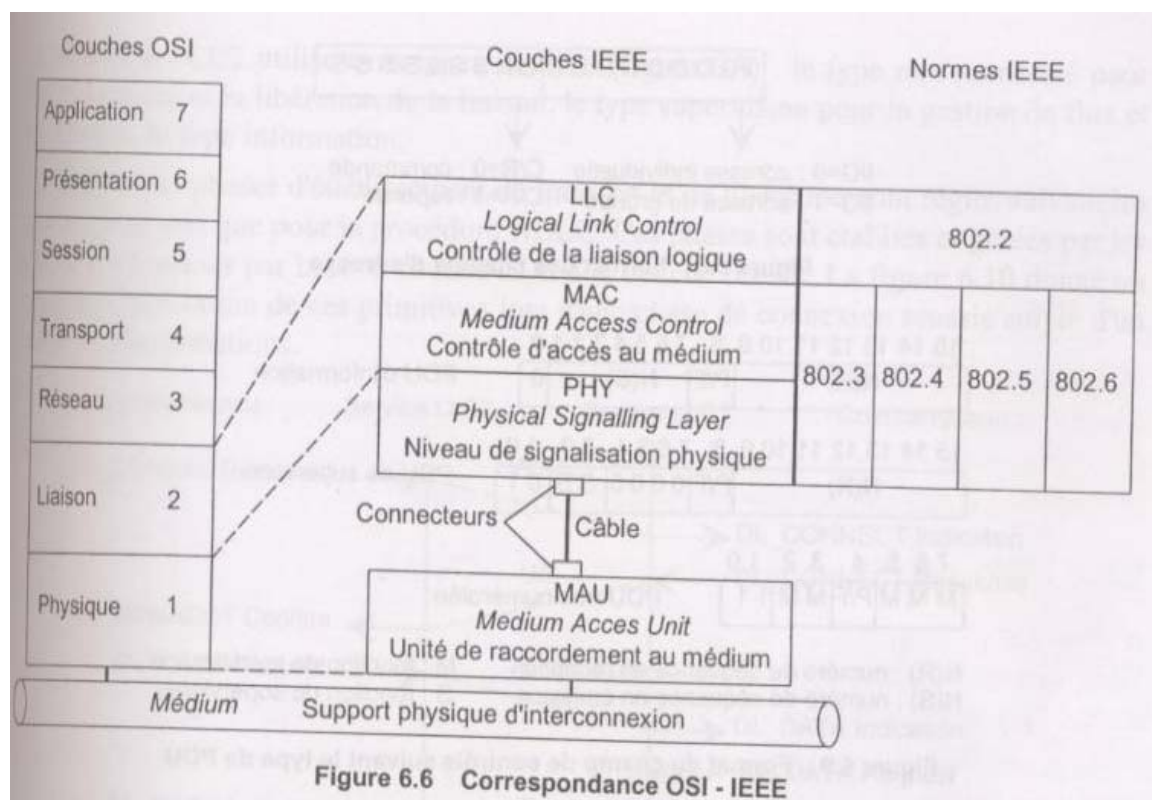 Couches OSI
Couches IEEE
Normes IEEE
Application 7
Présentation 6
Session 5
Transport 4
Réseau 3
Liaison 2
Physique 1
LLC
Logical Link Control
Contrôle de la liaison logique
MAC
Medium Access Control
Contrôle d'accès au médium
PHY
Physical Signalling Layer
Niveau de signalisation physique
802.2
802.3 802.4 802.5 802.6
Connecteurs
Câble
MAU
Medium Acces Unit
Unité de raccordement au médium
Médium
Support physique d'interconnexion
Figure 6.6 Correspondance OSI - IEEE